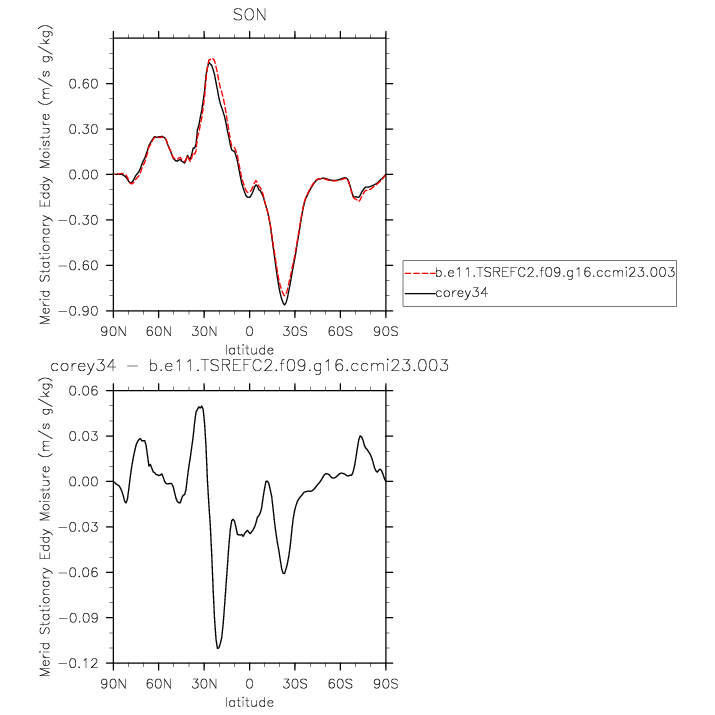 SON
Merid Stationary Eddy Moisture (m/s g/kg)
0.60
0.30
0.00
−0.30
−0.60
−0.90
90N 60N 30N 0 30S 60S 90S
latitude
b.e11.TSREFC2.f09.g16.ccmi23.003
corey34
corey34 − b.e11.TSREFC2.f09.g16.ccmi23.003
Merid Stationary Eddy Moisture (m/s g/kg)
0.06
0.03
0.00
−0.03
−0.06
−0.09
−0.12
90N 60N 30N 0 30S 60S 90S
latitude